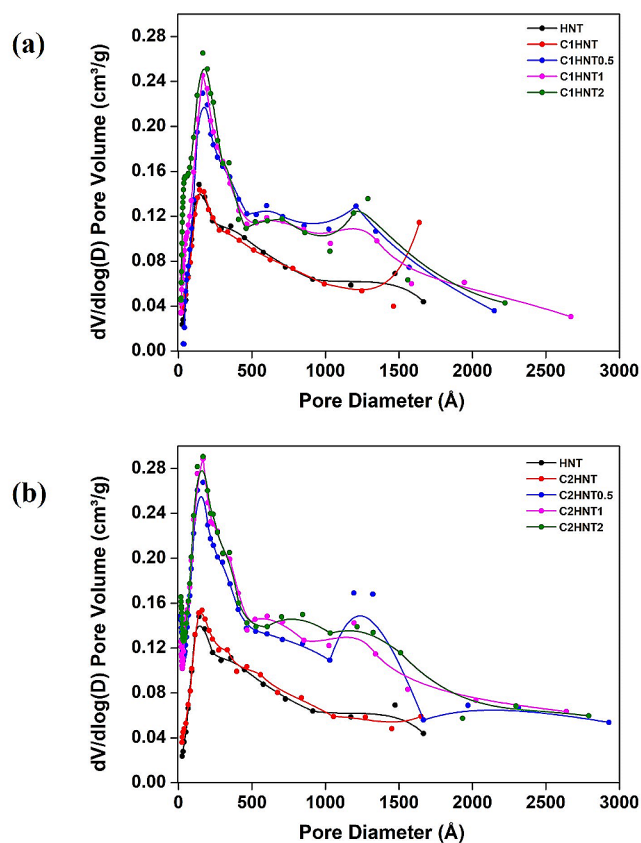 (a)
dV/dlog(D) Pore Volume (cm³/g)
0.28
0.24
0.20
0.16
0.12
0.08
0.04
0.00
HNT
C1HNT
C1HNT0.5
C1HNT1
C1HNT2
0 500 1000 1500 2000 2500 3000
Pore Diameter (Å)
(b)
dV/dlog(D) Pore Volume (cm³/g)
0.28
0.24
0.20
0.16
0.12
0.08
0.04
0.00
HNT
C2HNT
C2HNT0.5
C2HNT1
C2HNT2
0 500 1000 1500 2000 2500 3000
Pore Diameter (Å)